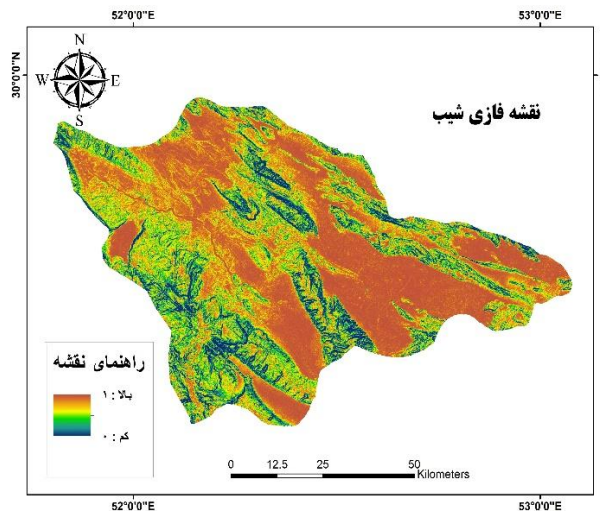 52°0'0"E 53°0'0"E
30°0'0"N
N
W E
S
نقشه فازی شیب
راهنمای نقشه
بالا : ۱
کم : ۰
0 12.5 25 50
Kilometers
52°0'0"E 53°0'0"E